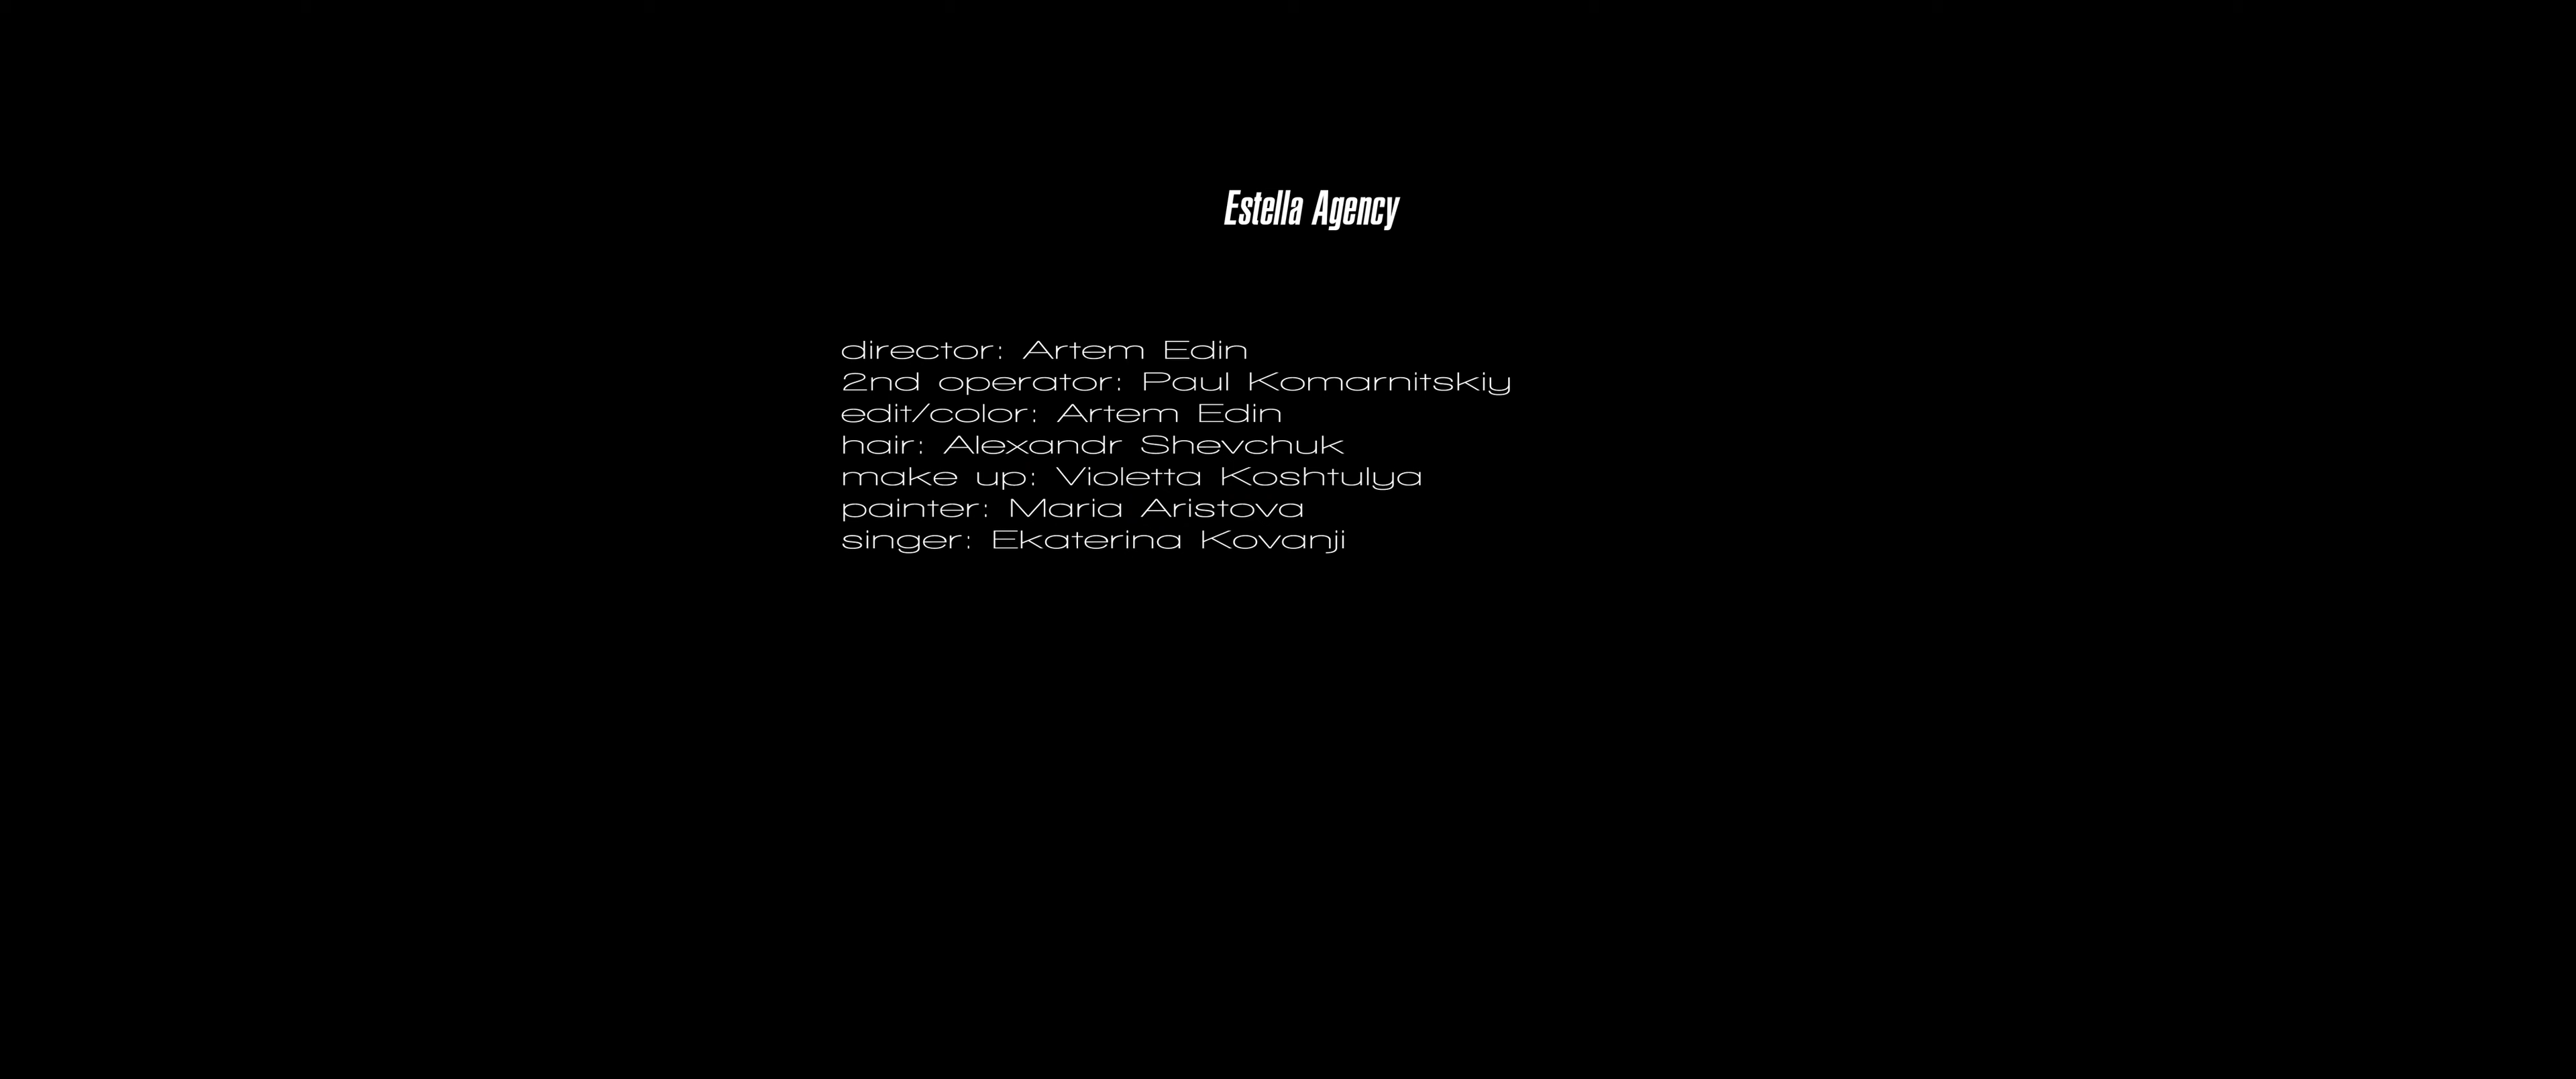 Estella Agency
director: Artem Edin
2nd operator: Paul Komarnitskiy
edit/color: Artem Edin
hair: Alexandr Shevchuk
make up: Violetta Koshtulya
painter: Maria Aristova
singer: Ekaterina Kovanji